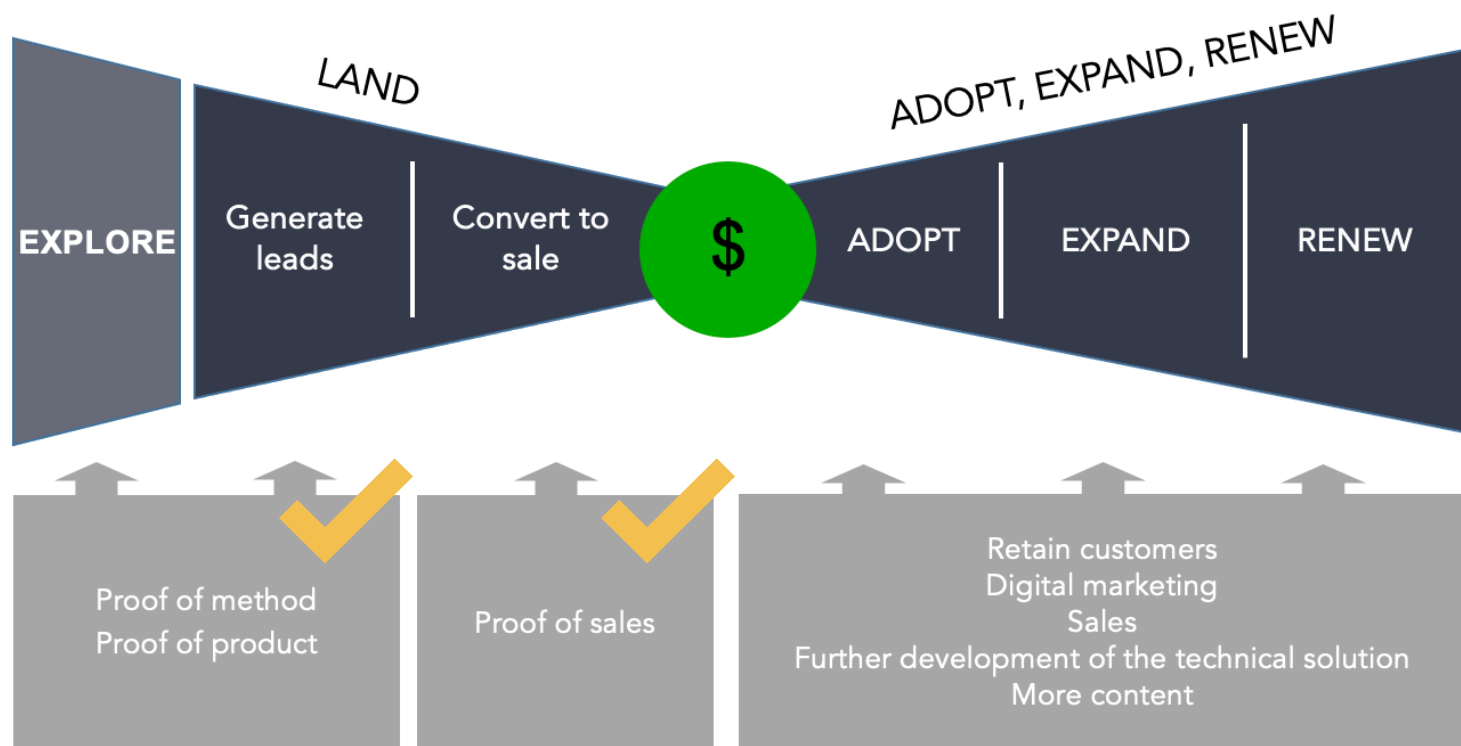 LAND
ADOPT, EXPAND, RENEW
EXPLORE
Generate
leads
Convert to
sale
$
ADOPT
EXPAND
RENEW
Proof of method
Proof of product
Proof of sales
Retain customers
Digital marketing
Sales
Further development of the technical solution
More content